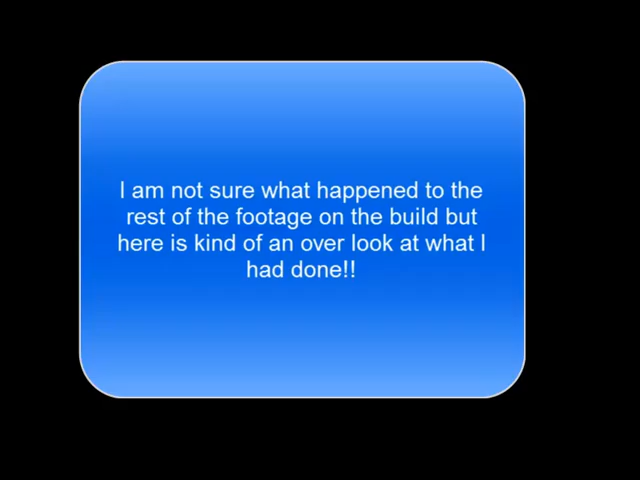 I am not sure what happened to the
rest of the footage on the build but
here is kind of an over look at what I
had done!!